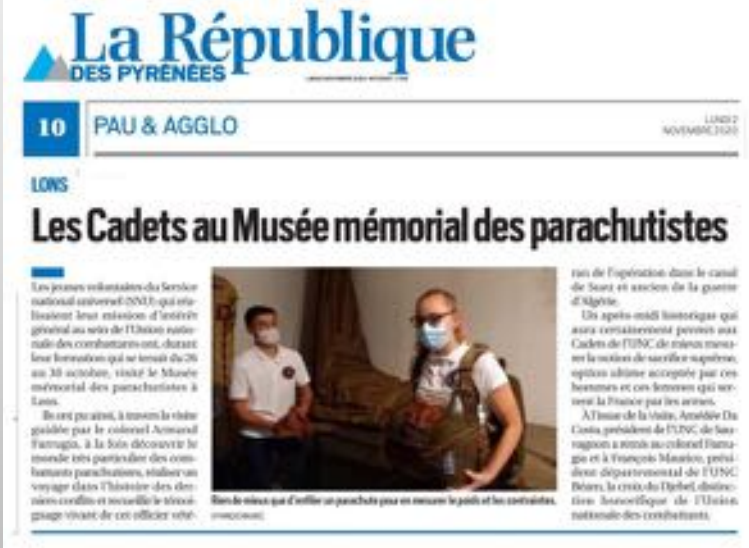 La République
DES PYRÉNÉES
10
PAU & AGGLO
LUNDI 2
NOVEMBRE 2020
LONS
Les Cadets au Musée mémorial des parachutistes
Les jeunes volontaires du Service
national universel (SNU) qui réa-
lisaient leur mission d'intérêt
général au sein de l'Union natio-
nale des combattants ont, durant
leur formation qui se tenait du 26
au 30 octobre, visité le Musée
mémorial des parachutistes à
Lons.
Ils ont pu ainsi, à travers la visite
guidée par le colonel Armand
Farrugia, à la fois découvrir le
monde très particulier des com-
battants parachutistes, réaliser un
voyage dans l'histoire des der-
niers conflits et recueillir le témoi-
gnage vivant de cet officier vété-
Rien de mieux que d'enfiler un parachute pour en mesurer le poids et les contraintes.
ran de l'opération dans le canal
de Suez et ancien de la guerre
d'Algérie.
Un après-midi historique qui
aura certainement permis aux
Cadets de l'UNC de mieux mesu-
rer la notion de sacrifice suprême,
option ultime acceptée par ces
hommes et ces femmes qui ser-
vent la France par les armes.
À l'issue de la visite, Amédée Da
Costa, président de l'UNC de Sau-
vagnon a remis au colonel Farru-
gia et à François Maurice, prési-
dent départemental de l'UNC
Béarn, la croix du Djebel, distinc-
tion honorifique de l'Union
nationale des combattants.